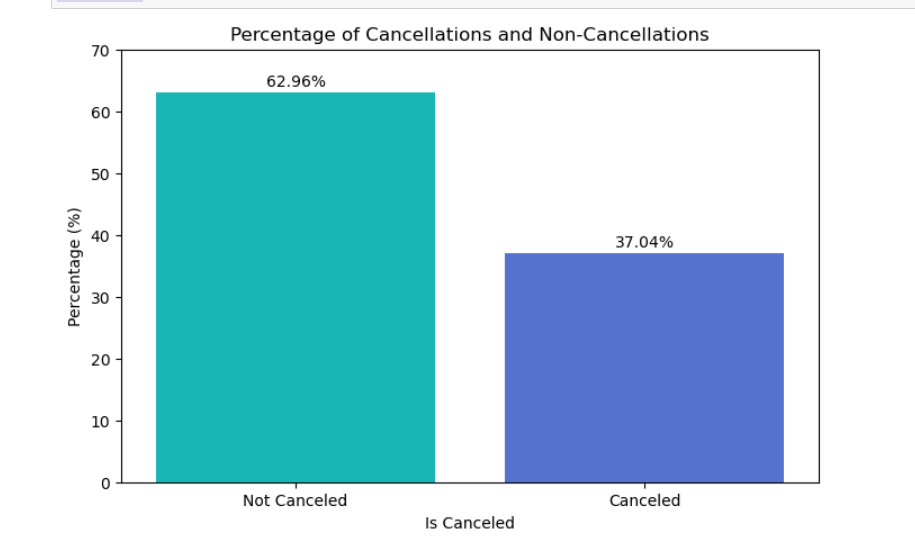 Percentage of Cancellations and Non-Cancellations
70
60
50
40
30
20
10
0
Percentage (%)
62.96%
37.04%
Not Canceled
Canceled
Is Canceled